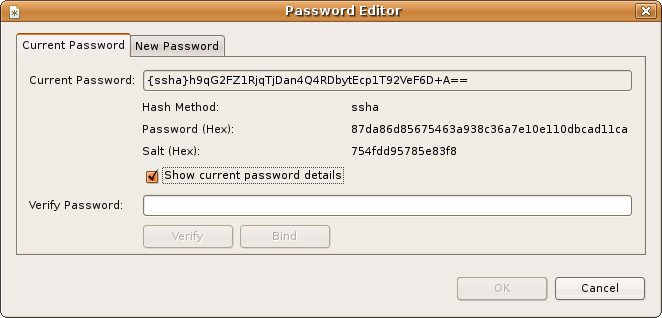 Password Editor
Current Password
New Password
Current Password: {ssha}h9qG2FZ1RjqTjDan4Q4RDbytEcp1T92VeF6D+A==
Hash Method: ssha
Password (Hex): 87da86d85675463a938c36a7e10e110dbcad11ca
Salt (Hex): 754fdd95785e83f8
Show current password details
Verify Password:
Verify
Bind
OK
Cancel